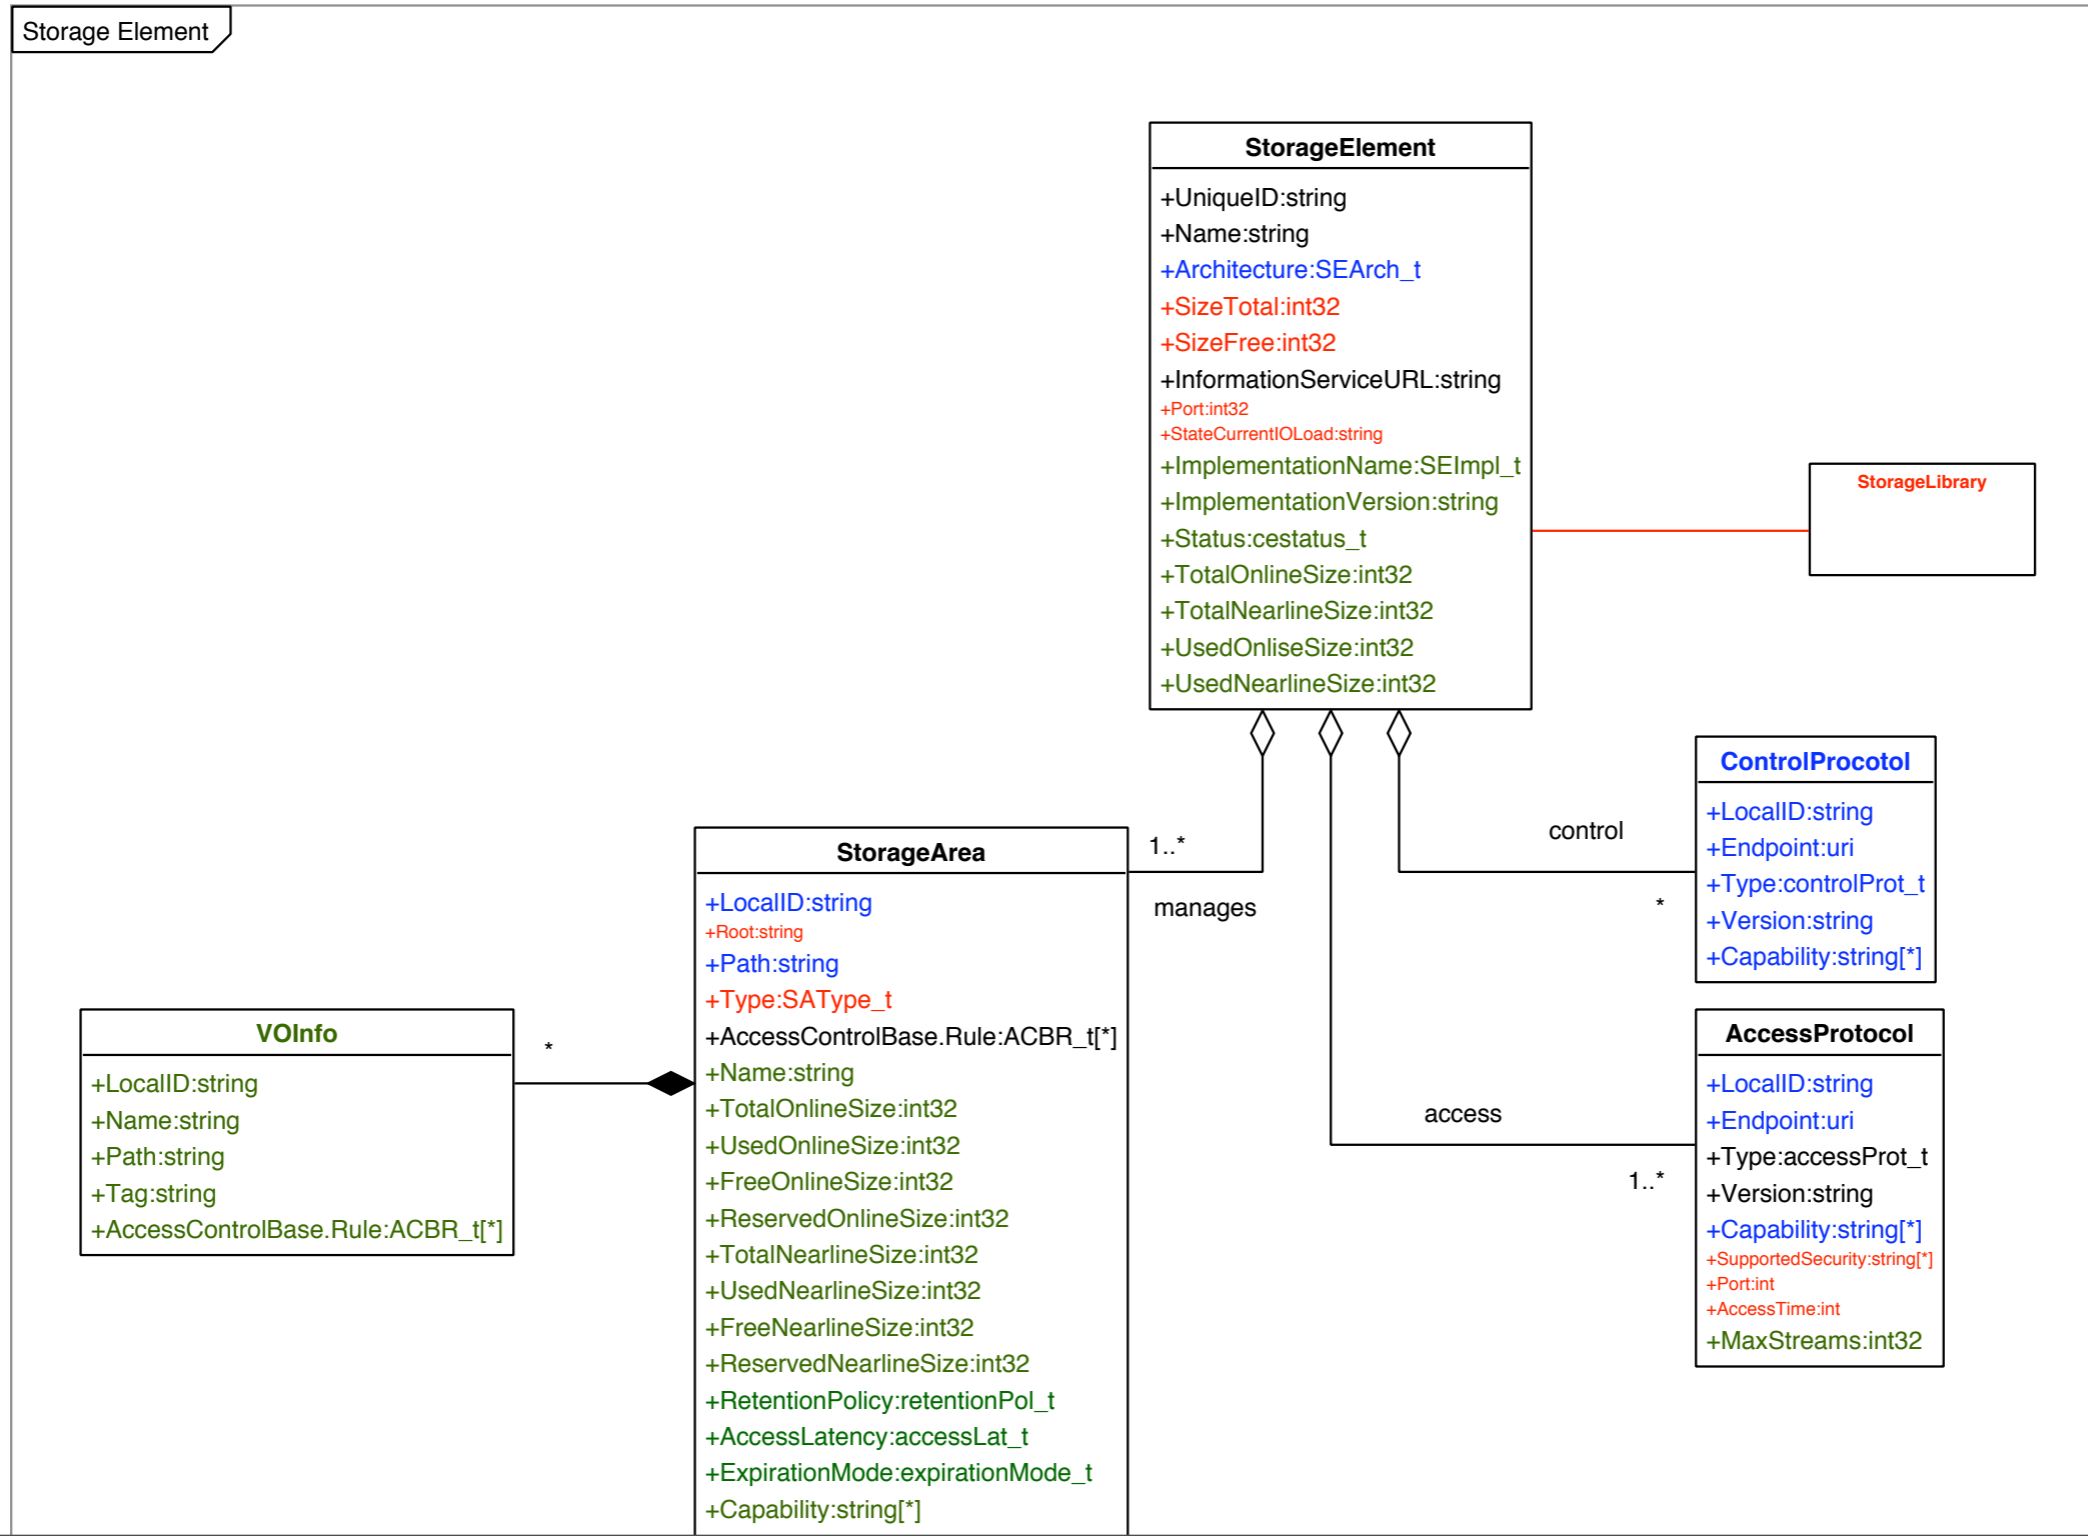 Storage Element
StorageElement
+UniqueID:string
+Name:string
+Architecture:SEArch_t
+SizeTotal:int32
+SizeFree:int32
+InformationServiceURL:string
+Port:int32
+StateCurrentIOLoad:string
+ImplementationName:SEImpl_t
+ImplementationVersion:string
+Status:cestatus_t
+TotalOnlineSize:int32
+TotalNearlineSize:int32
+UsedOnliseSize:int32
+UsedNearlineSize:int32
StorageLibrary
ControlProcotol
+LocalID:string
+Endpoint:uri
+Type:controlProt_t
+Version:string
+Capability:string[*]
control
*
1..*
manages
StorageArea
+LocalID:string
+Root:string
+Path:string
+Type:SAType_t
+AccessControlBase.Rule:ACBR_t[*]
+Name:string
+TotalOnlineSize:int32
+UsedOnlineSize:int32
+FreeOnlineSize:int32
+ReservedOnlineSize:int32
+TotalNearlineSize:int32
+UsedNearlineSize:int32
+FreeNearlineSize:int32
+ReservedNearlineSize:int32
+RetentionPolicy:retentionPol_t
+AccessLatency:accessLat_t
+ExpirationMode:expirationMode_t
+Capability:string[*]
VOInfo
+LocalID:string
+Name:string
+Path:string
+Tag:string
+AccessControlBase.Rule:ACBR_t[*]
*
access
1..*
AccessProtocol
+LocalID:string
+Endpoint:uri
+Type:accessProt_t
+Version:string
+Capability:string[*]
+SupportedSecurity:string[*]
+Port:int
+AccessTime:int
+MaxStreams:int32